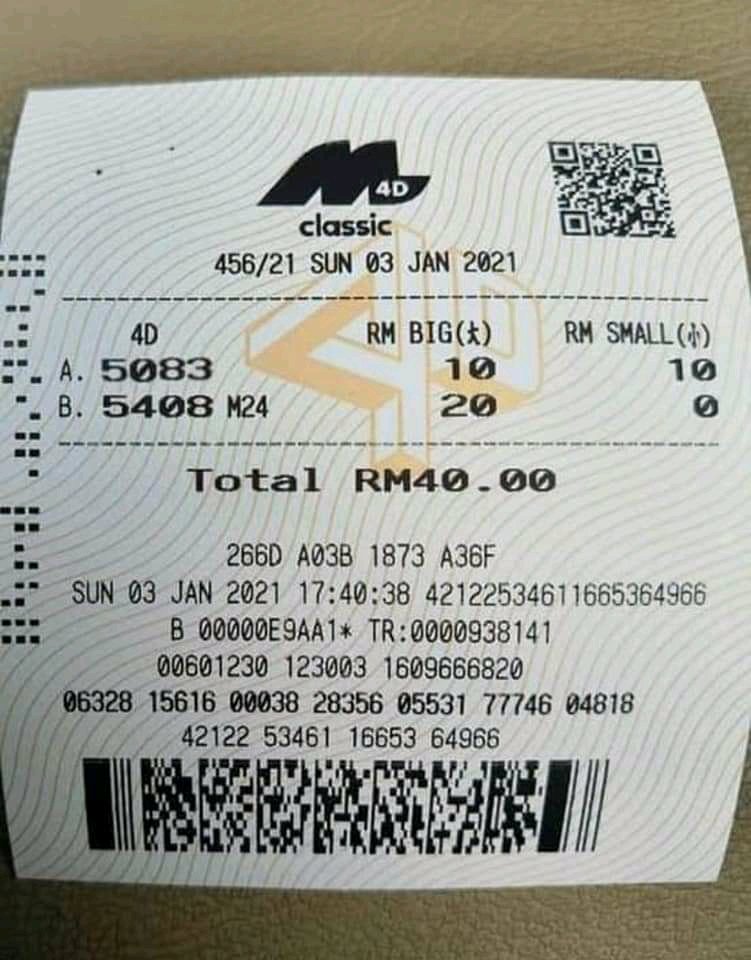 M 4D
classic
456/21 SUN 03 JAN 2021
4D RM BIG(大) RM SMALL(小)
A. 5083 10 10
B. 5408 M24 20 0
Total RM40.00
266D A03B 1873 A36F
SUN 03 JAN 2021 17:40:38 42122534611665364966
B 00000E9AA1* TR:0000938141
00601230 123003 1609666820
06328 15616 00038 28356 05531 77746 04818
42122 53461 16653 64966